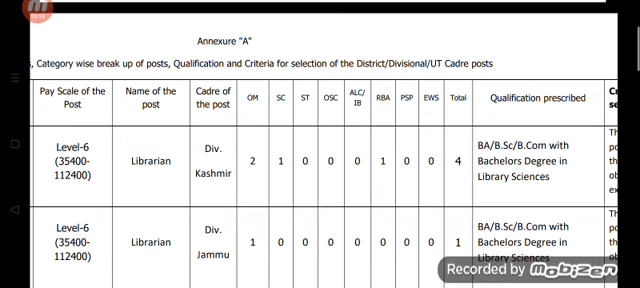 Annexure "A"
, Category wise break up of posts, Qualification and Criteria for selection of the District/Divisional/UT Cadre posts
Pay Scale of the Post Name of the post Cadre of the post OM SC ST OSC ALC/IB RBA PSP EWS Total Qualification prescribed
Level-6 (35400-112400) Librarian Div. Kashmir 2 1 0 0 0 1 0 0 4 BA/B.Sc/B.Com with Bachelors Degree in Library Sciences
Level-6 (35400-112400) Librarian Div. Jammu 1 0 0 0 0 0 0 0 1 BA/B.Sc/B.Com with Bachelors Degree in Library Sciences
Recorded by mobizen